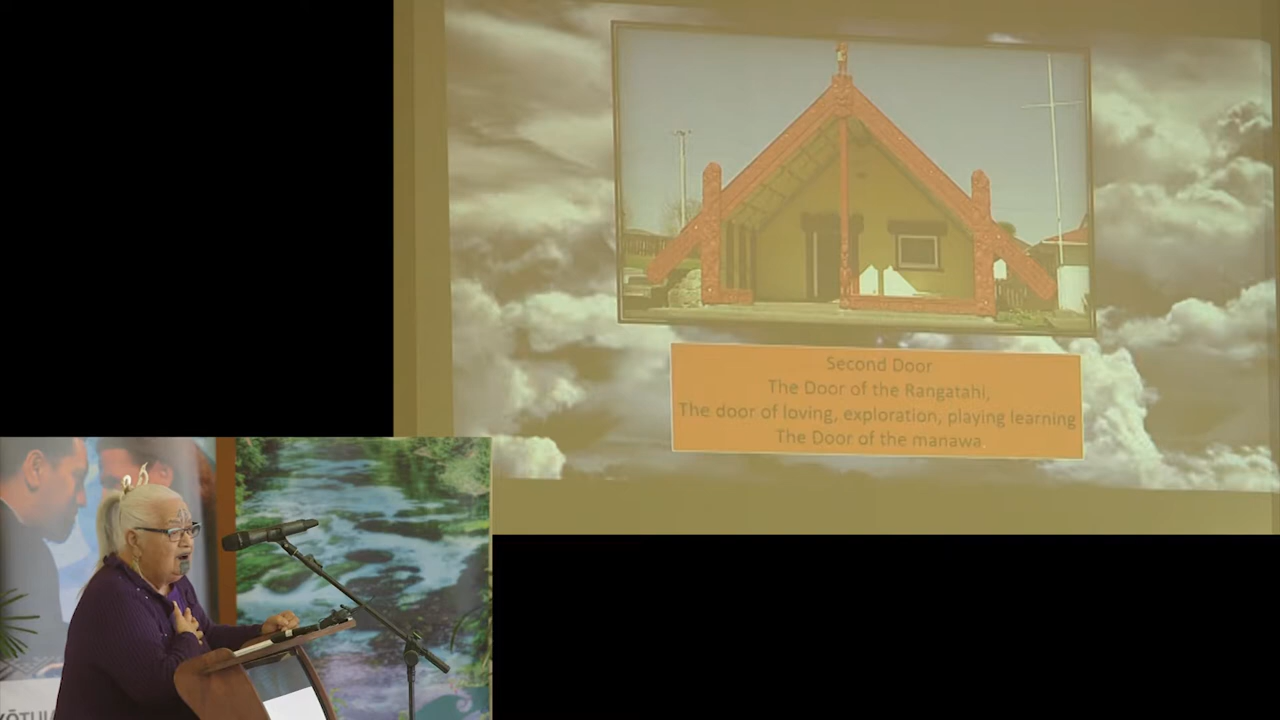 Second Door
The Door of the Rangatahi,
The door of loving, exploration, playing learning
The Door of the manawa.